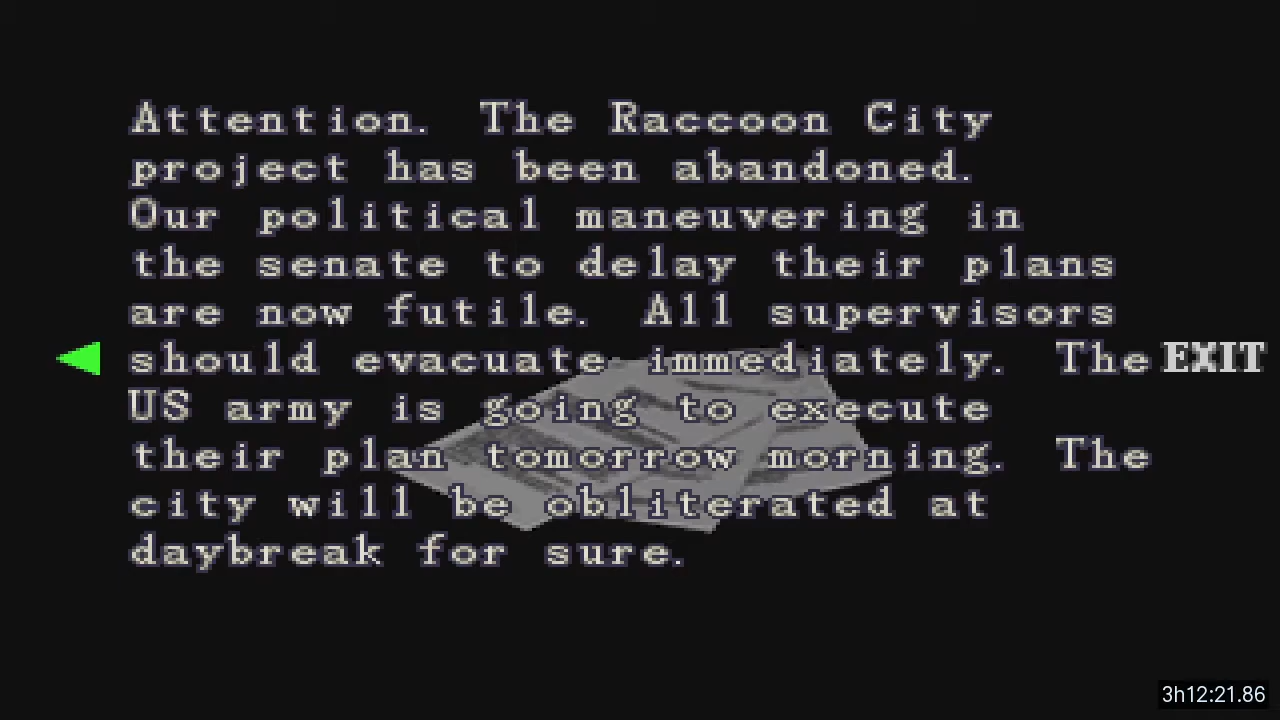 Attention. The Raccoon City
project has been abandoned.
Our political maneuvering in
the senate to delay their plans
are now futile. All supervisors
should evacuate immediately. The
EXIT
US army is going to execute
their plan tomorrow morning. The
city will be obliterated at
daybreak for sure.
3h12:21.86